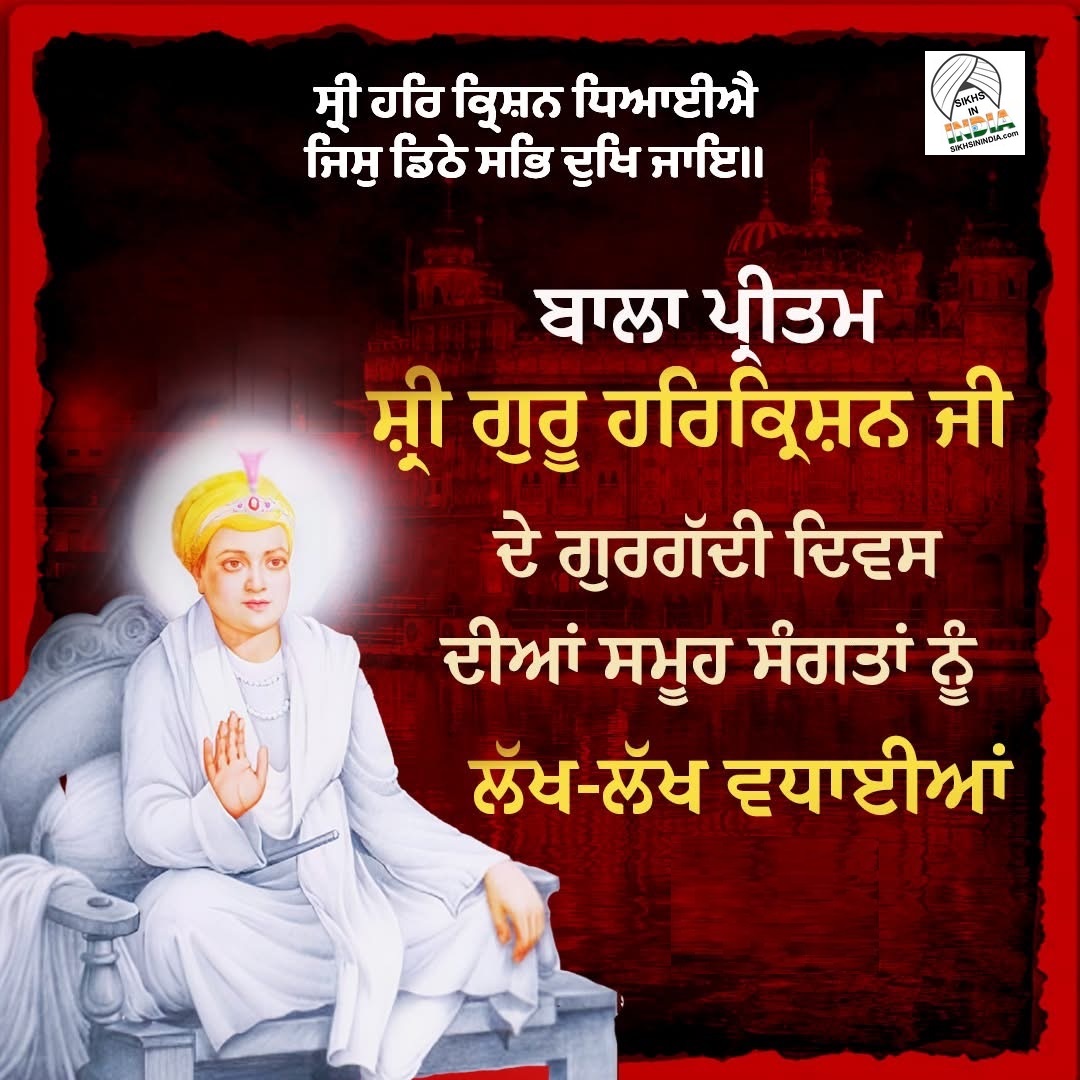 ਸ੍ਰੀ ਹਰਿ ਕ੍ਰਿਸ਼ਨ ਧਿਆਈਐ
ਜਿਸੁ ਡਿਠੇ ਸਭਿ ਦੁਖਿ ਜਾਇ॥
SIKHS
IN
INDIA
SIKHSININDIA.com
ਬਾਲਾ ਪ੍ਰੀਤਮ
ਸ਼੍ਰੀ ਗੁਰੂ ਹਰਿਕ੍ਰਿਸ਼ਨ ਜੀ
ਦੇ ਗੁਰਗੱਦੀ ਦਿਵਸ
ਦੀਆਂ ਸਮੂਹ ਸੰਗਤਾਂ ਨੂੰ
ਲੱਖ-ਲੱਖ ਵਧਾਈਆਂ